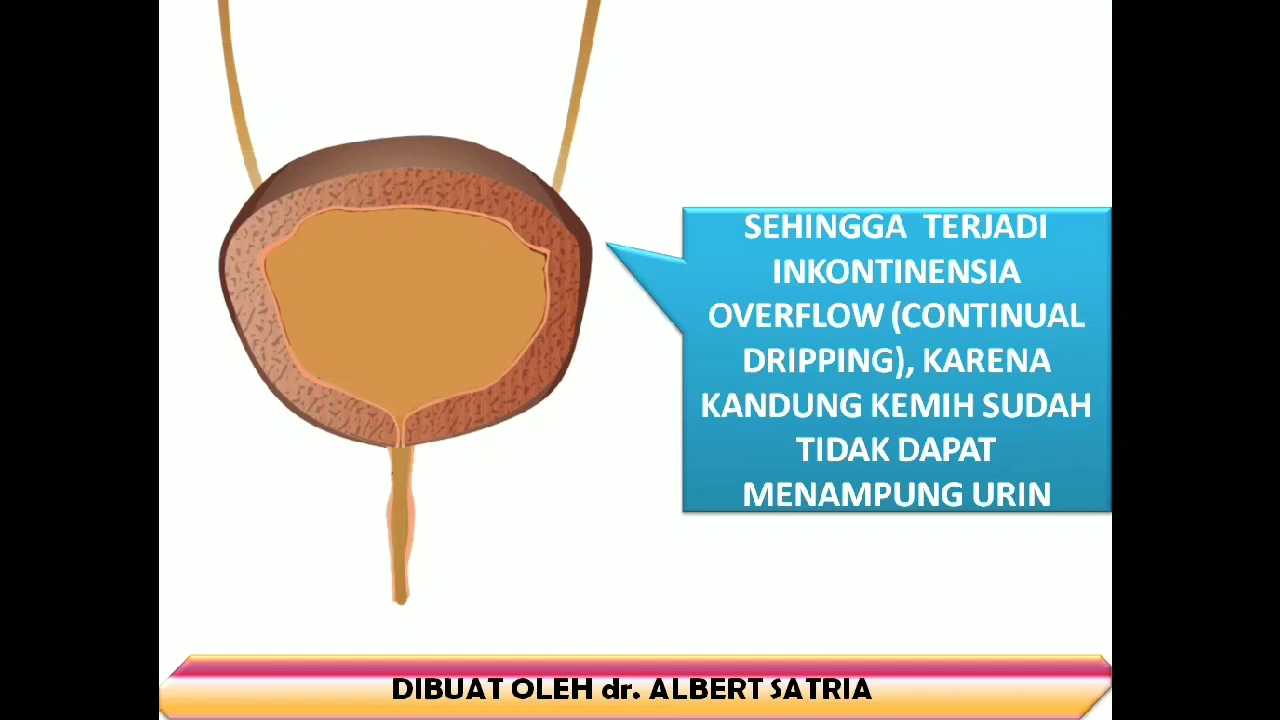 SEHINGGA TERJADI
INKONTINENSIA
OVERFLOW (CONTINUAL
DRIPPING), KARENA
KANDUNG KEMIH SUDAH
TIDAK DAPAT
MENAMPUNG URIN
DIBUAT OLEH dr. ALBERT SATRIA